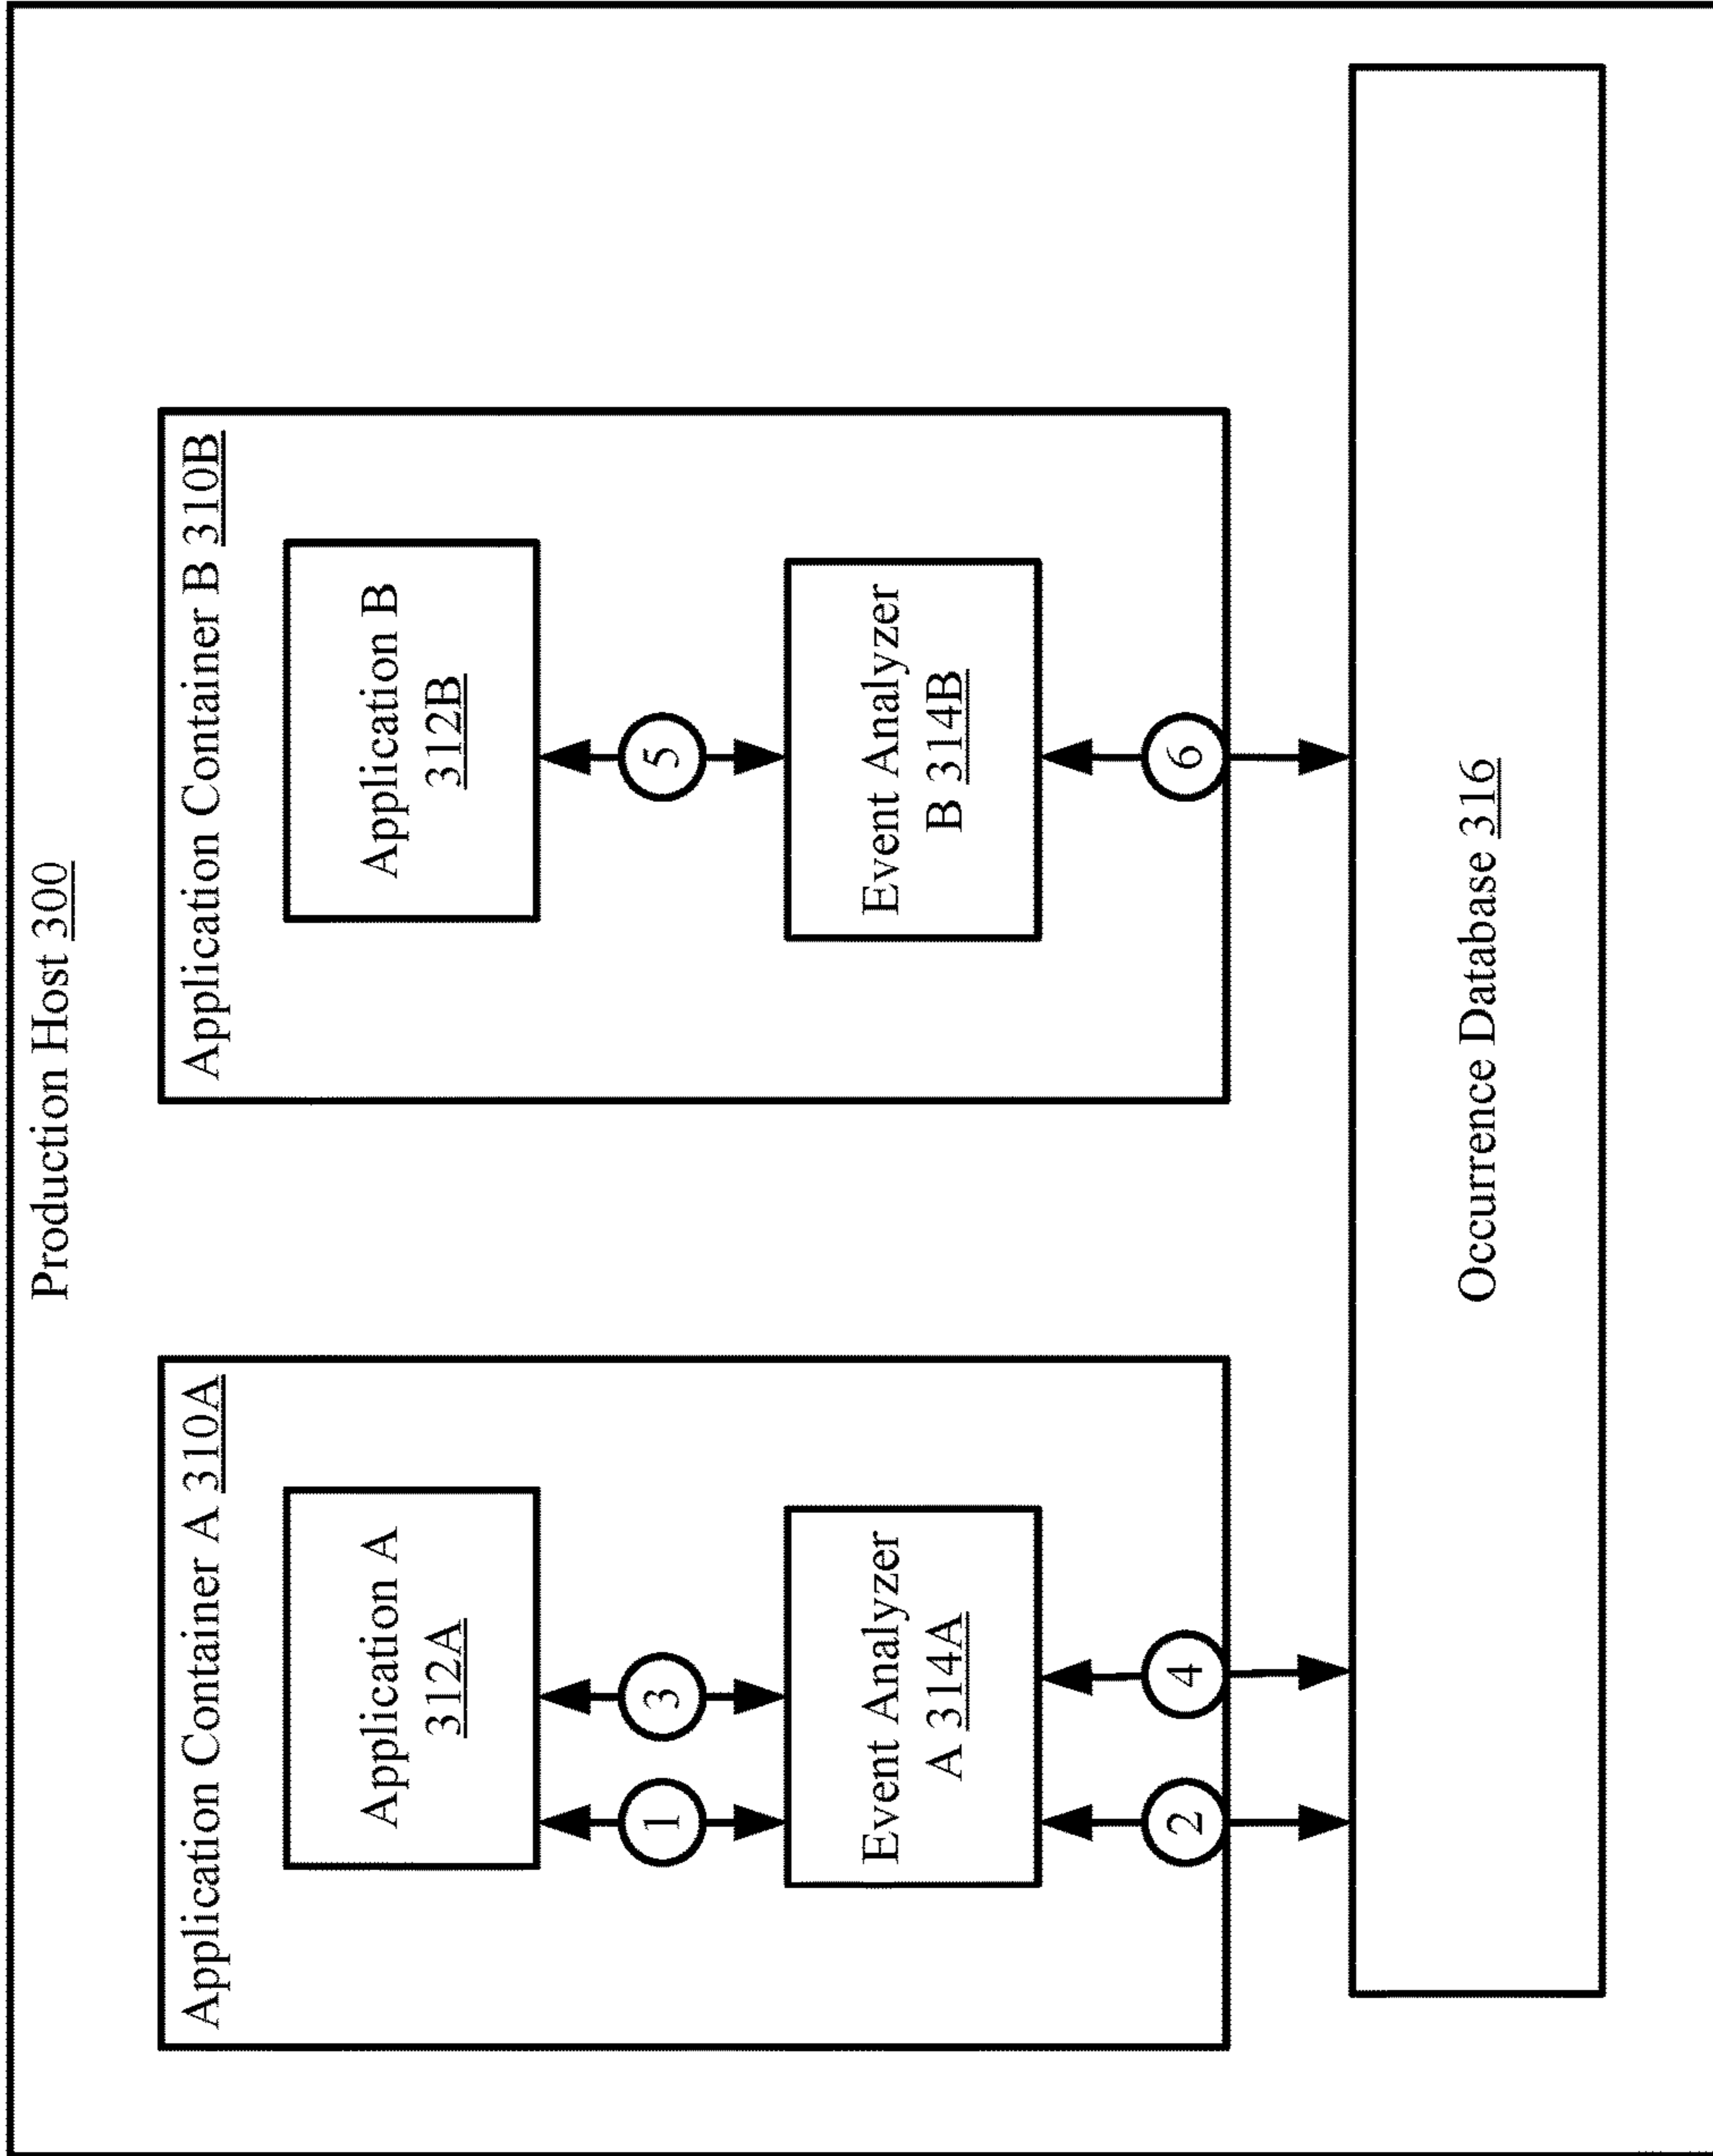 Production Host 300
Application Container A 310A
Application A
312A
1
3
Event Analyzer
A 314A
2
4
Application Container B 310B
Application B
312B
5
Event Analyzer
B 314B
6
Occurrence Database 316